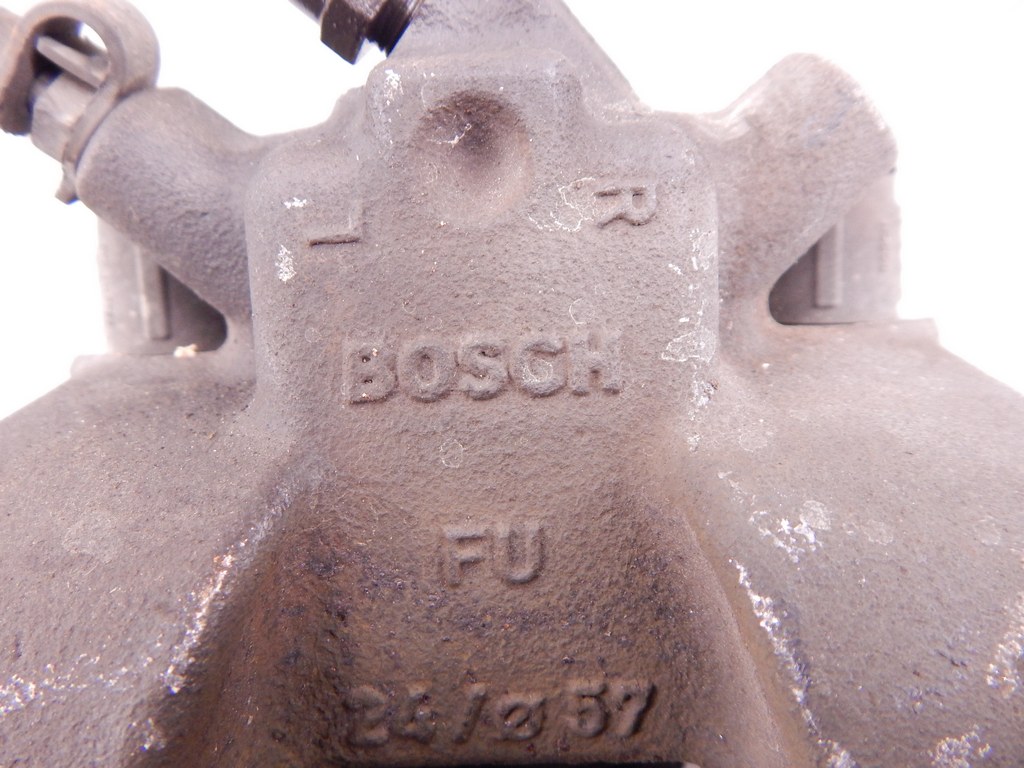 L R
BOSCH
FU
24/ø57